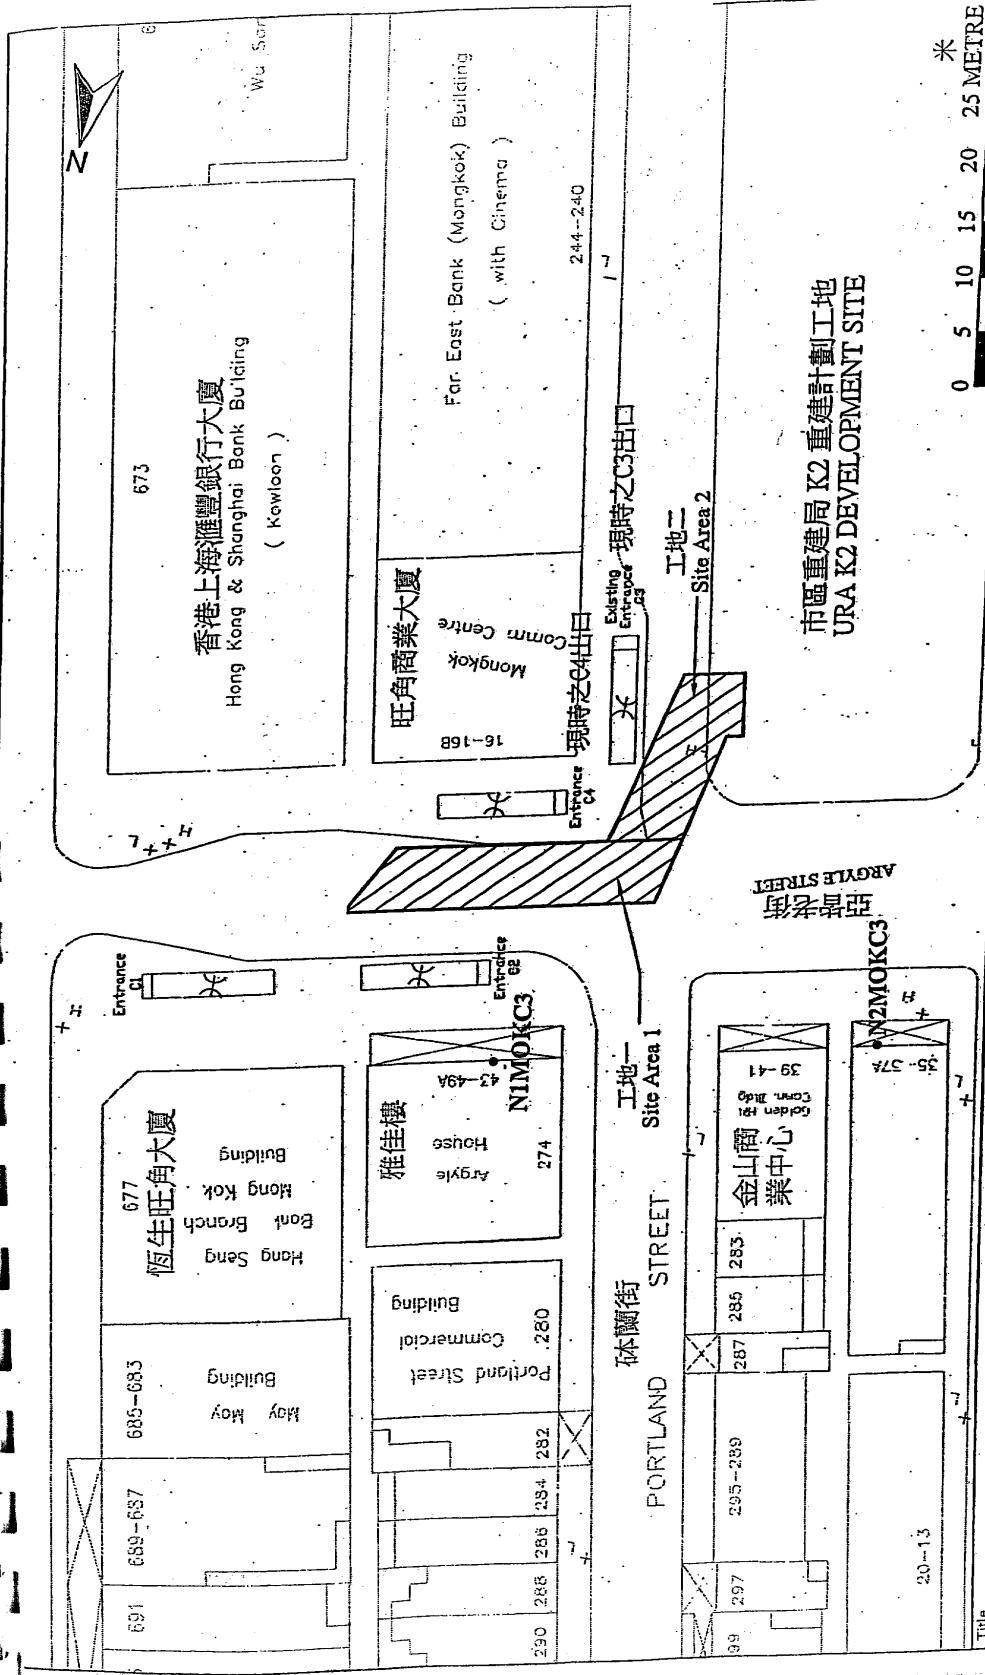 N
673
香港上海滙豐銀行大廈
Hong Kong & Shanghai Bank Building
( Kowloon )
Far East Bank (Mongkok) Building
( with Cinema )
244-240
旺角商業大廈
Mongkok
Comm Centre
16-16B
現時之C4出口
Entrance
C4
Existing
Entrance
C3
現時之C3出口
工地二
Site Area 2
市區重建局 K2 重建計劃工地
URA K2 DEVELOPMENT SITE
米
0 5 10 15 20 25 METRE
H
L
亞皆老街
ARGYLE STREET
Entrance
C1
Entrance
C2
N1MOKC3
43-49A
雅佳樓
Argyle
House
274
工地一
Site Area 1
N2MOKC3
35-37A
39-41
Golden Hill
Comm. Bldg
金山商
業中心
677
恆生旺角大廈
Hang Seng
Bank Branch
Mong Kok
Building
685-683
May May
Building
689-687
691
Portland Street
Commercial
Building
280
282
284
286
288
290
砵蘭街
PORTLAND STREET
283
285
287
295-289
297
99
20-13
Title